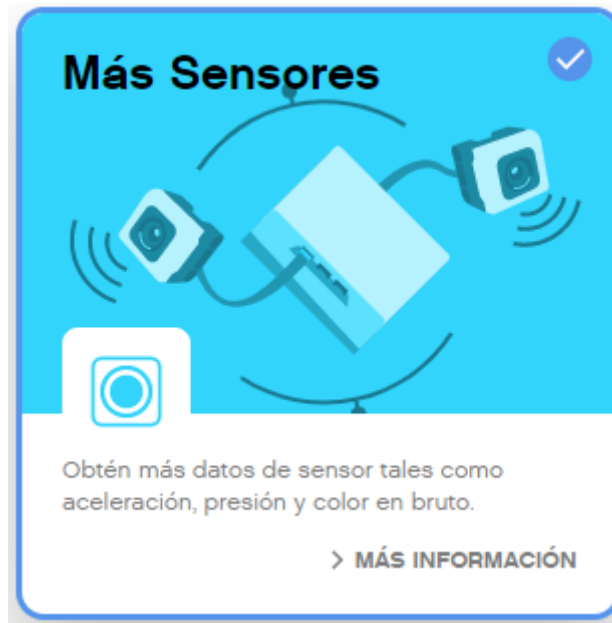 Más Sensores
Obtén más datos de sensor tales como
aceleración, presión y color en bruto.
> MÁS INFORMACIÓN